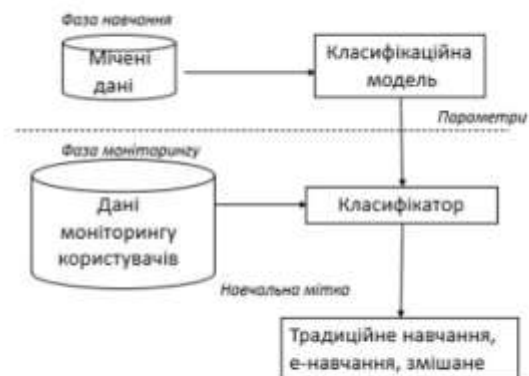 Фаза навчання
Мічені
дані
Класифікаційна
модель
Параметри
Фаза моніторингу
Дані
моніторингу
користувачів
Класифікатор
Навчальна мітка
Традиційне навчання,
е-навчання, змішане